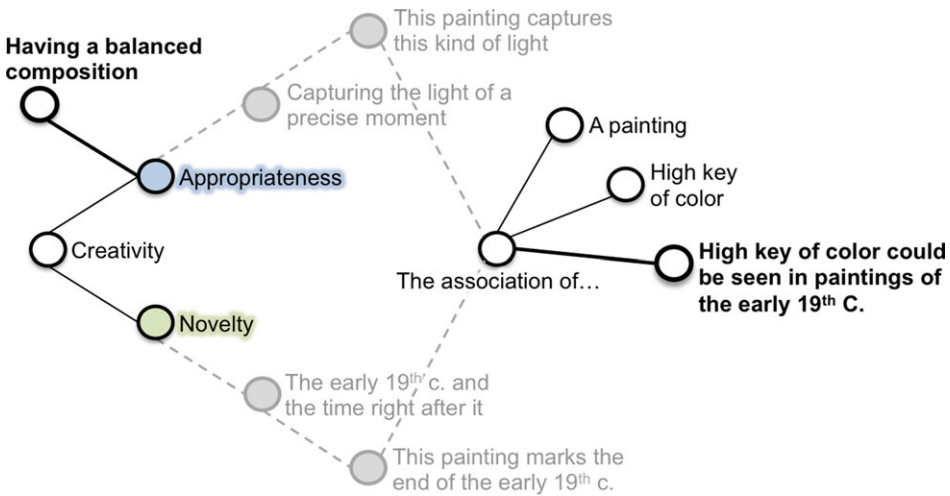 This painting captures
this kind of light
Having a balanced
composition
Capturing the light of a
precise moment
A painting
Appropriateness
High key
of color
Creativity
The association of…
High key of color could
be seen in paintings of
the early 19th C.
Novelty
The early 19th c. and
the time right after it
This painting marks the
end of the early 19th c.